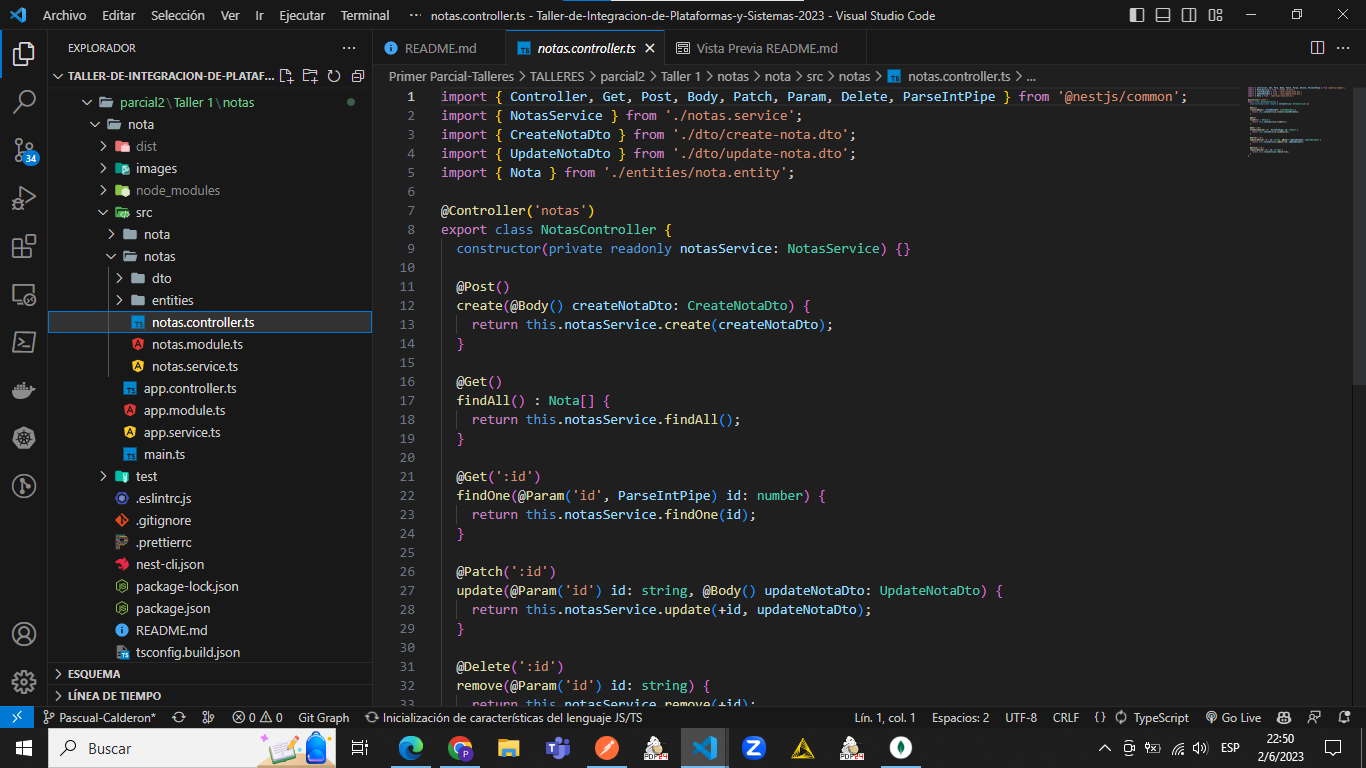 Archivo Editar Selección Ver Ir Ejecutar Terminal ··· notas.controller.ts - Taller-de-Integracion-de-Plataformas-y-Sistemas-2023 - Visual Studio Code
EXPLORADOR
TALLER-DE-INTEGRACION-DE-PLATAF...
parcial2\Taller 1\notas
nota
dist
images
node_modules
src
nota
notas
dto
entities
notas.controller.ts
notas.module.ts
notas.service.ts
app.controller.ts
app.module.ts
app.service.ts
main.ts
test
.eslintrc.js
.gitignore
.prettierrc
nest-cli.json
package-lock.json
package.json
README.md
tsconfig.build.json
ESQUEMA
LÍNEA DE TIEMPO
34
README.md notas.controller.ts Vista Previa README.md
Primer Parcial-Talleres > TALLERES > parcial2 > Taller 1 > notas > nota > src > notas > notas.controller.ts > ...
1 import { Controller, Get, Post, Body, Patch, Param, Delete, ParseIntPipe } from '@nestjs/common';
2 import { NotasService } from './notas.service';
3 import { CreateNotaDto } from './dto/create-nota.dto';
4 import { UpdateNotaDto } from './dto/update-nota.dto';
5 import { Nota } from './entities/nota.entity';
6
7 @Controller('notas')
8 export class NotasController {
9 constructor(private readonly notasService: NotasService) {}
10
11 @Post()
12 create(@Body() createNotaDto: CreateNotaDto) {
13 return this.notasService.create(createNotaDto);
14 }
15
16 @Get()
17 findAll() : Nota[] {
18 return this.notasService.findAll();
19 }
20
21 @Get(':id')
22 findOne(@Param('id', ParseIntPipe) id: number) {
23 return this.notasService.findOne(id);
24 }
25
26 @Patch(':id')
27 update(@Param('id') id: string, @Body() updateNotaDto: UpdateNotaDto) {
28 return this.notasService.update(+id, updateNotaDto);
29 }
30
31 @Delete(':id')
32 remove(@Param('id') id: string) {
33 return this.notasService.remove(+id);
Pascual-Calderon* 0 0 Git Graph Inicialización de características del lenguaje JS/TS Lín. 1, col. 1 Espacios: 2 UTF-8 CRLF {} TypeScript Go Live
Buscar
PDP24
PDP24
ESP
22:50
2/6/2023